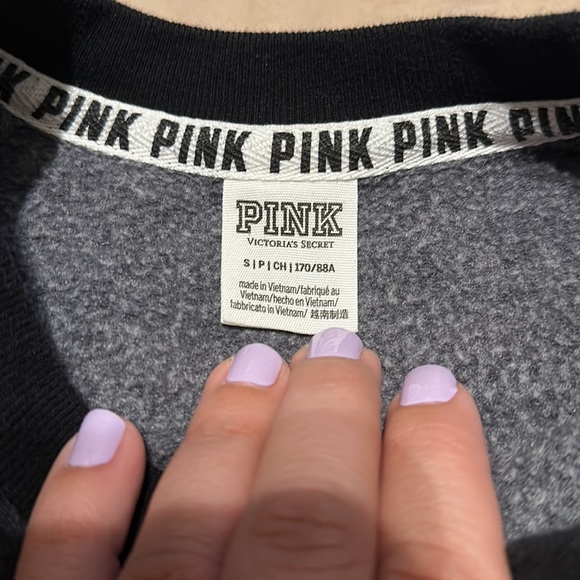 PINK PINK PINK PINK PINK
PINK
VICTORIA'S SECRET
S | P | CH | 170/88A
made in Vietnam/fabriqué au
Vietnam/hecho en Vietnam/
fabbricato in Vietnam/ 越南制造